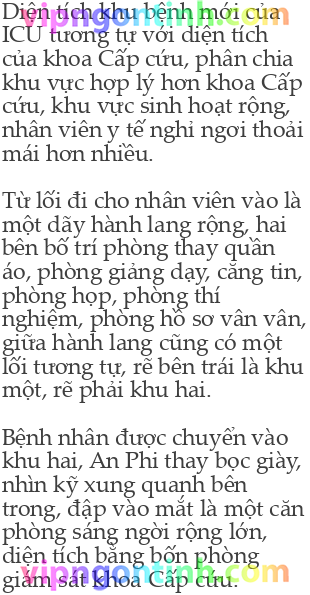 Diện tích khu bệnh mới của
ICU tương tự với diện tích
của khoa Cấp cứu, phân chia
khu vực hợp lý hơn khoa Cấp
cứu, khu vực sinh hoạt rộng,
nhân viên y tế nghỉ ngơi thoải
mái hơn nhiều.
Từ lối đi cho nhân viên vào là
một dãy hành lang rộng, hai
bên bố trí phòng thay quần
áo, phòng giảng dạy, căng tin,
phòng họp, phòng thí
nghiệm, phòng hồ sơ vân vân,
giữa hành lang cũng có một
lối tương tự, rẽ bên trái là khu
một, rẽ phải khu hai.
Bệnh nhân được chuyển vào
khu hai, An Phi thay bọc giày,
nhìn kỹ xung quanh bên
trong, đập vào mắt là một căn
phòng sáng ngời rộng lớn,
diện tích bằng bốn phòng
giám sát khoa Cấp cứu.
vipngontinh.com
vipngontinh.com